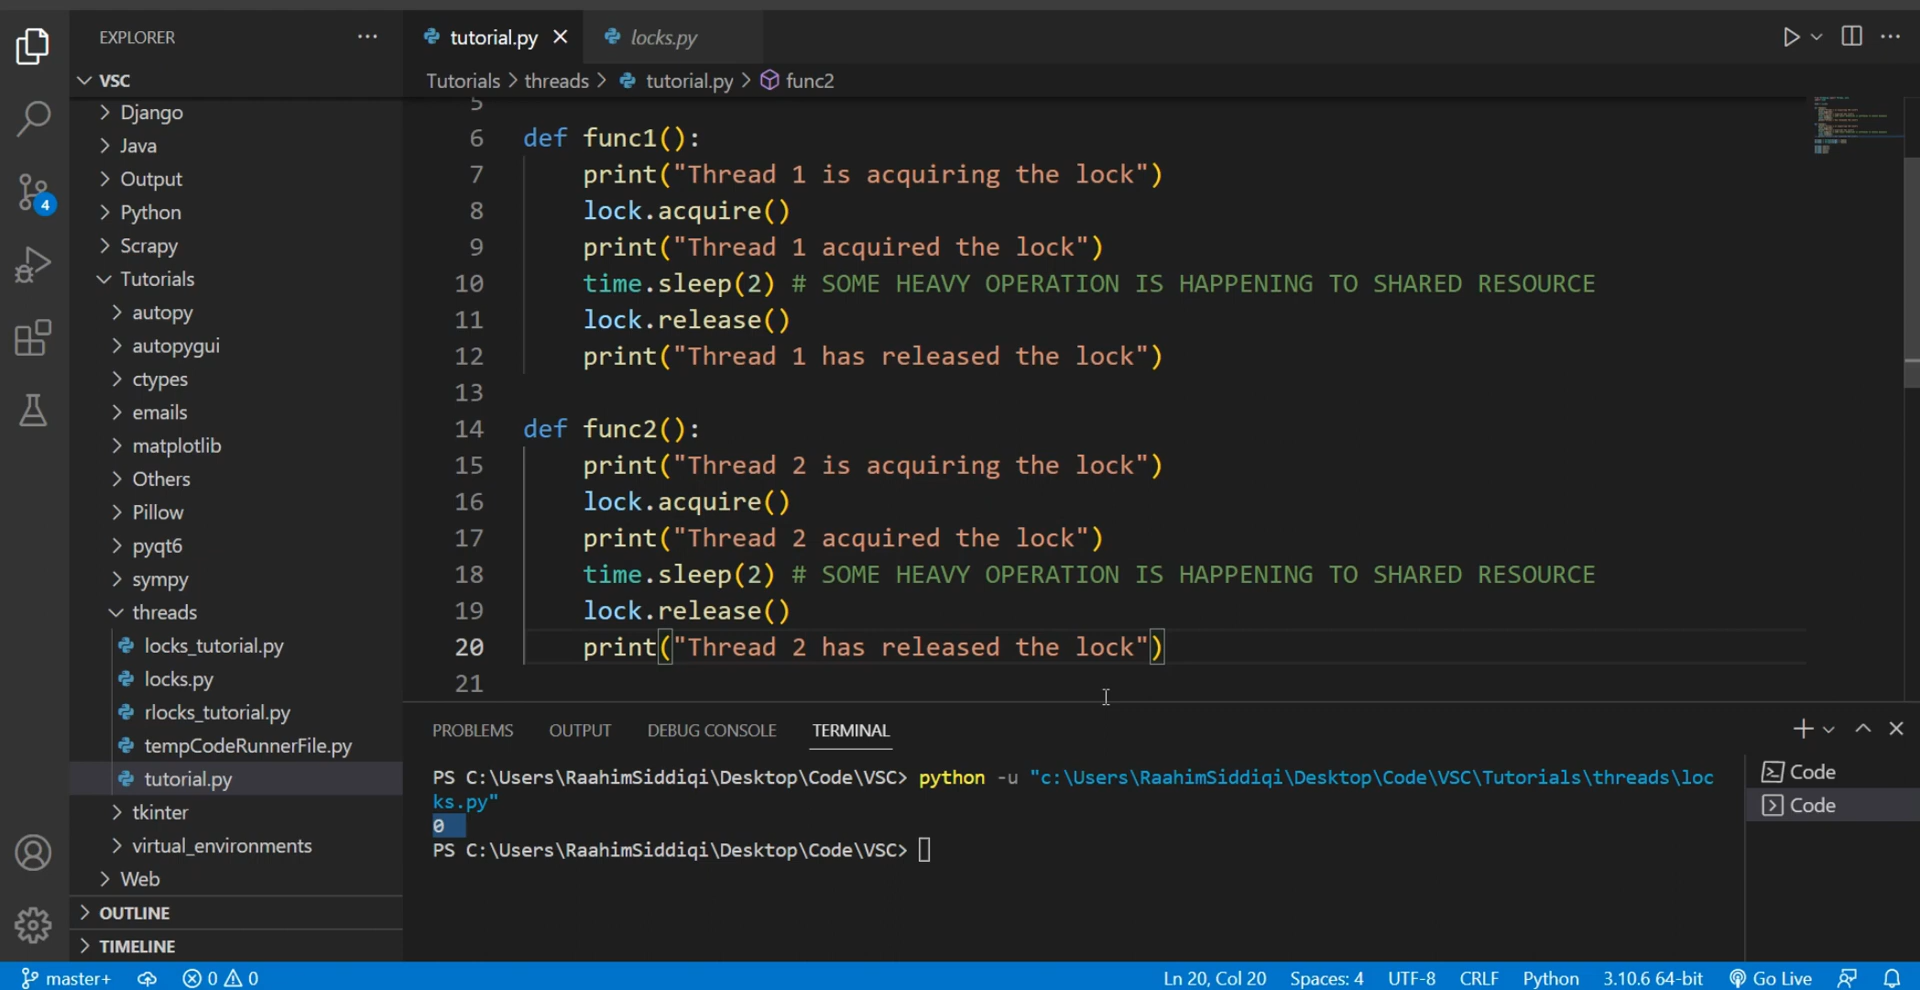 EXPLORER ···
VSC
Django
Java
Output
Python
Scrapy
Tutorials
autopy
autopygui
ctypes
emails
matplotlib
Others
Pillow
pyqt6
sympy
threads
locks_tutorial.py
locks.py
rlocks_tutorial.py
tempCodeRunnerFile.py
tutorial.py
tkinter
virtual_environments
Web
OUTLINE
TIMELINE
4
tutorial.py
locks.py
Tutorials > threads > tutorial.py > func2
5
6 def func1():
7 print("Thread 1 is acquiring the lock")
8 lock.acquire()
9 print("Thread 1 acquired the lock")
10 time.sleep(2) # SOME HEAVY OPERATION IS HAPPENING TO SHARED RESOURCE
11 lock.release()
12 print("Thread 1 has released the lock")
13
14 def func2():
15 print("Thread 2 is acquiring the lock")
16 lock.acquire()
17 print("Thread 2 acquired the lock")
18 time.sleep(2) # SOME HEAVY OPERATION IS HAPPENING TO SHARED RESOURCE
19 lock.release()
20 print("Thread 2 has released the lock")
21
PROBLEMS OUTPUT DEBUG CONSOLE TERMINAL
PS C:\Users\RaahimSiddiqi\Desktop\Code\VSC> python -u "c:\Users\RaahimSiddiqi\Desktop\Code\VSC\Tutorials\threads\loc
ks.py"
0
PS C:\Users\RaahimSiddiqi\Desktop\Code\VSC>
Code
Code
master+ 0 0 Ln 20, Col 20 Spaces: 4 UTF-8 CRLF Python 3.10.6 64-bit Go Live